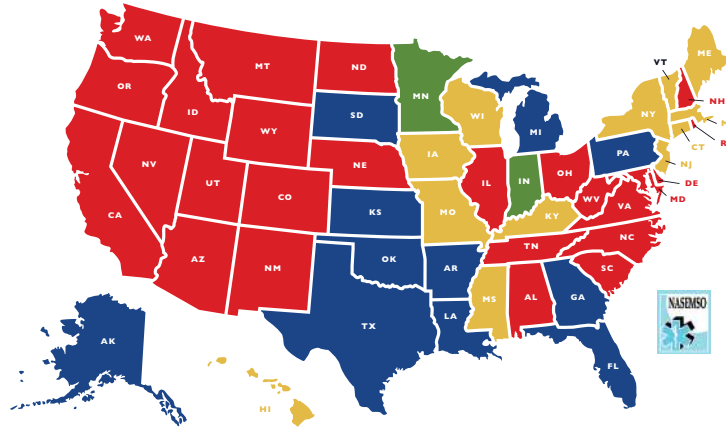 WA
MT
ND
MN
VT
ME
OR
ID
WY
SD
WI
MI
NY
NH
M
R
CT
NJ
PA
NV
UT
CO
NE
IA
IL
IN
OH
WV
VA
DE
MD
CA
AZ
NM
KS
MO
KY
TN
NC
SC
OK
AR
MS
AL
GA
TX
LA
FL
AK
HI
NASEMSO